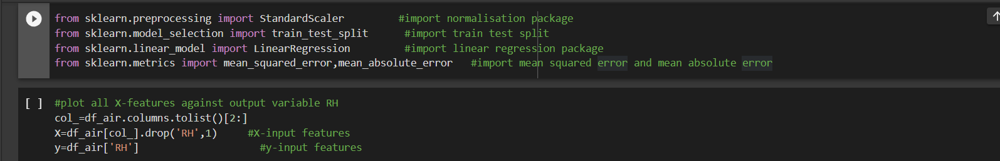 from sklearn.preprocessing import StandardScaler #import normalisation package
from sklearn.model_selection import train_test_split #import train test split
from sklearn.linear_model import LinearRegression #import linear regression package
from sklearn.metrics import mean_squared_error,mean_absolute_error #import mean squared error and mean absolute error
[ ] #plot all X-features against output variable RH
col_=df_air.columns.tolist()[2:]
X=df_air[col_].drop('RH',1) #X-input features
y=df_air['RH'] #y-input features